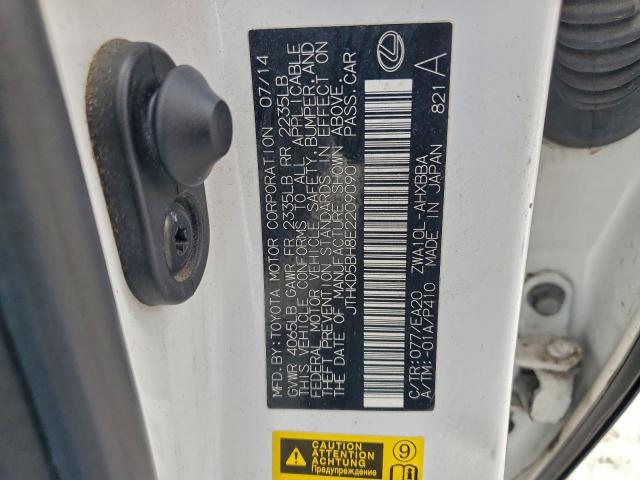 MFD.BY:TOYOTA MOTOR CORPORATION 07/14
GVWR 4065LB GAWR FR 2335LB RR 2235LB
THIS VEHICLE CONFORMS TO ALL APPLICABLE
FEDERAL MOTOR VEHICLE SAFETY,BUMPER,AND
THEFT PREVENTION STANDARDS IN EFFECT ON
THE DATE OF MANUFACTURE SHOWN ABOVE.
PASS.CAR
C/TR:077/EA20 ZWA10L-AHXBBA
A/TM:-01A/P410 MADE IN JAPAN 821 A
CAUTION
ATTENTION
ACHTUNG
Предупреждение
9